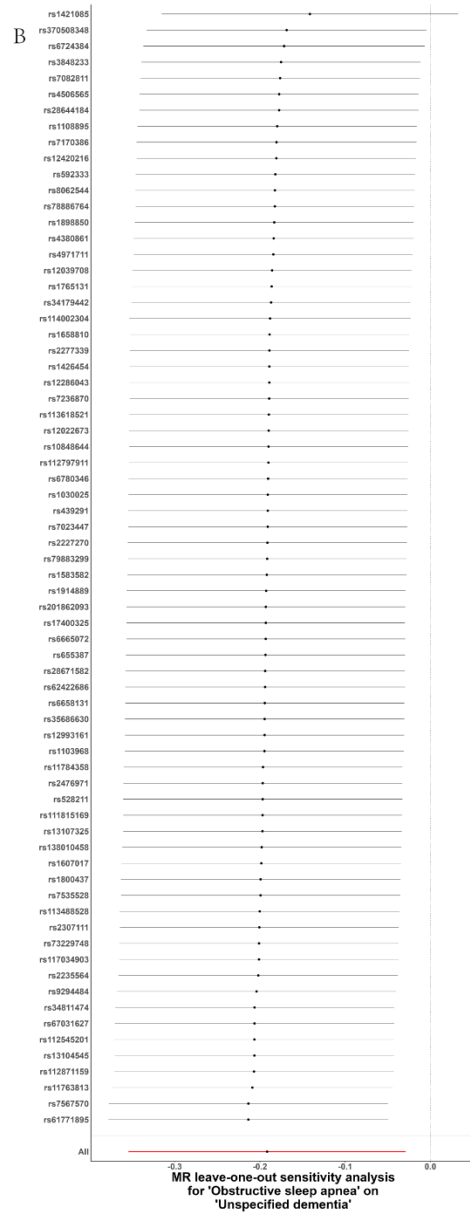 B
rs1421085
rs370508348
rs6724384
rs3848233
rs7082811
rs4506565
rs28644184
rs1108895
rs7170386
rs12420216
rs592333
rs8062544
rs78886764
rs1898850
rs4380861
rs4971711
rs12039708
rs1765131
rs34179442
rs114002304
rs1658810
rs2277339
rs1426454
rs12286043
rs7236870
rs113618521
rs12022673
rs10848644
rs112797911
rs6780346
rs1030025
rs439291
rs7023447
rs2227270
rs79883299
rs1583582
rs1914889
rs201862093
rs17400325
rs6665072
rs655387
rs28671582
rs62422686
rs6658131
rs35686630
rs12993161
rs1103968
rs11784358
rs2476971
rs528211
rs111815169
rs13107325
rs138010458
rs1607017
rs1800437
rs7535528
rs113488528
rs2307111
rs73229748
rs117034903
rs2235564
rs9294484
rs34811474
rs67031627
rs112545201
rs13104545
rs112871159
rs11763813
rs7567570
rs61771895
All
-0.3 -0.2 -0.1 0.0
MR leave-one-out sensitivity analysis
for 'Obstructive sleep apnea' on
'Unspecified dementia'